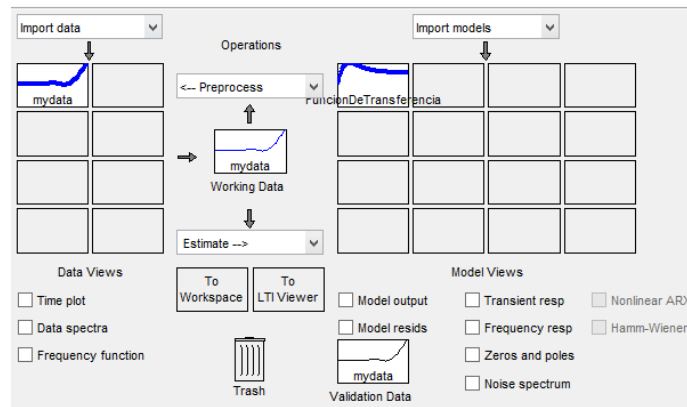 Import data
Operations
Import models
mydata
<-- Preprocess
FuncionDeTransferencia
mydata
Working Data
Estimate -->
Data Views
To Workspace
To LTI Viewer
Model Views
Time plot
Data spectra
Frequency function
Model output
Model resids
Transient resp
Frequency resp
Zeros and poles
Noise spectrum
Nonlinear ARX
Hamm-Wiener
Trash
mydata
Validation Data